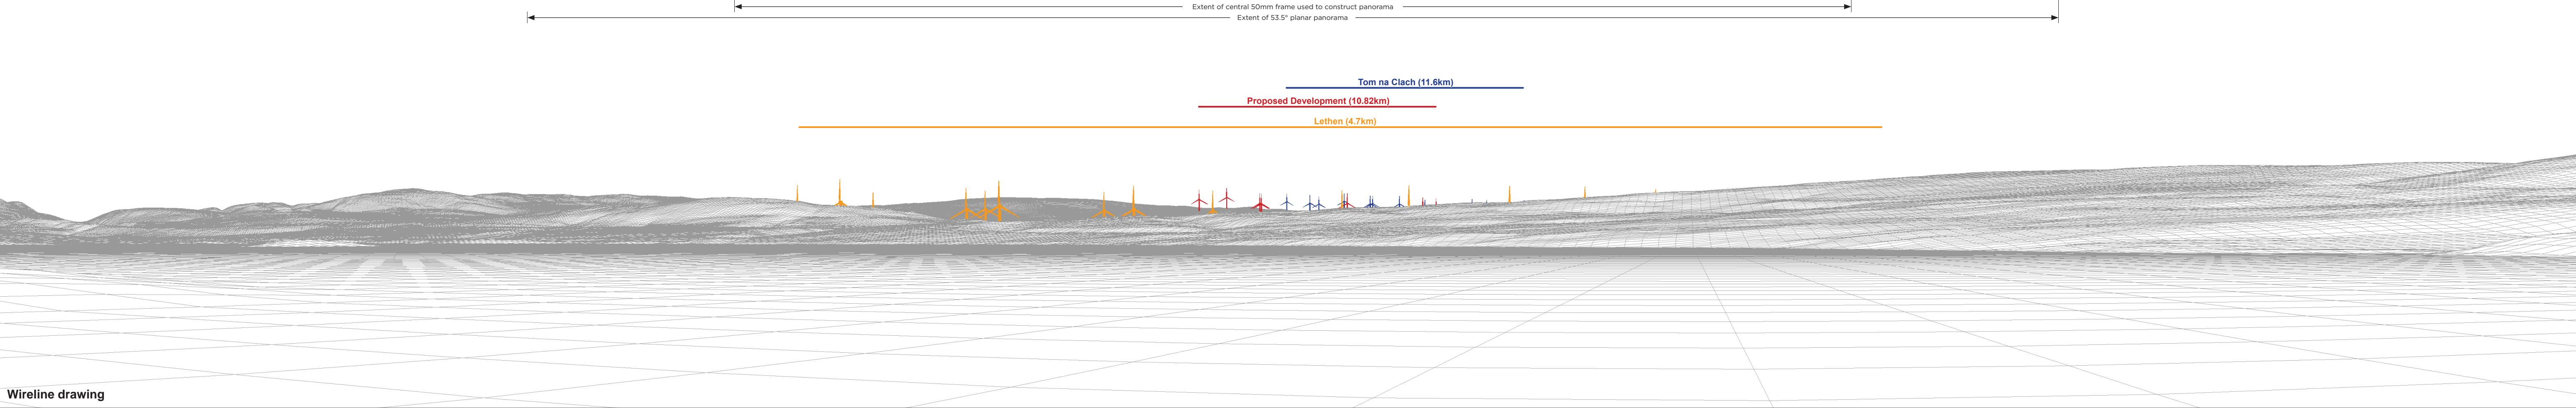 Extent of central 50mm frame used to construct panorama
Extent of 53.5° planar panorama
Tom na Clach (11.6km)
Proposed Development (10.82km)
Lethen (4.7km)
Wireline drawing